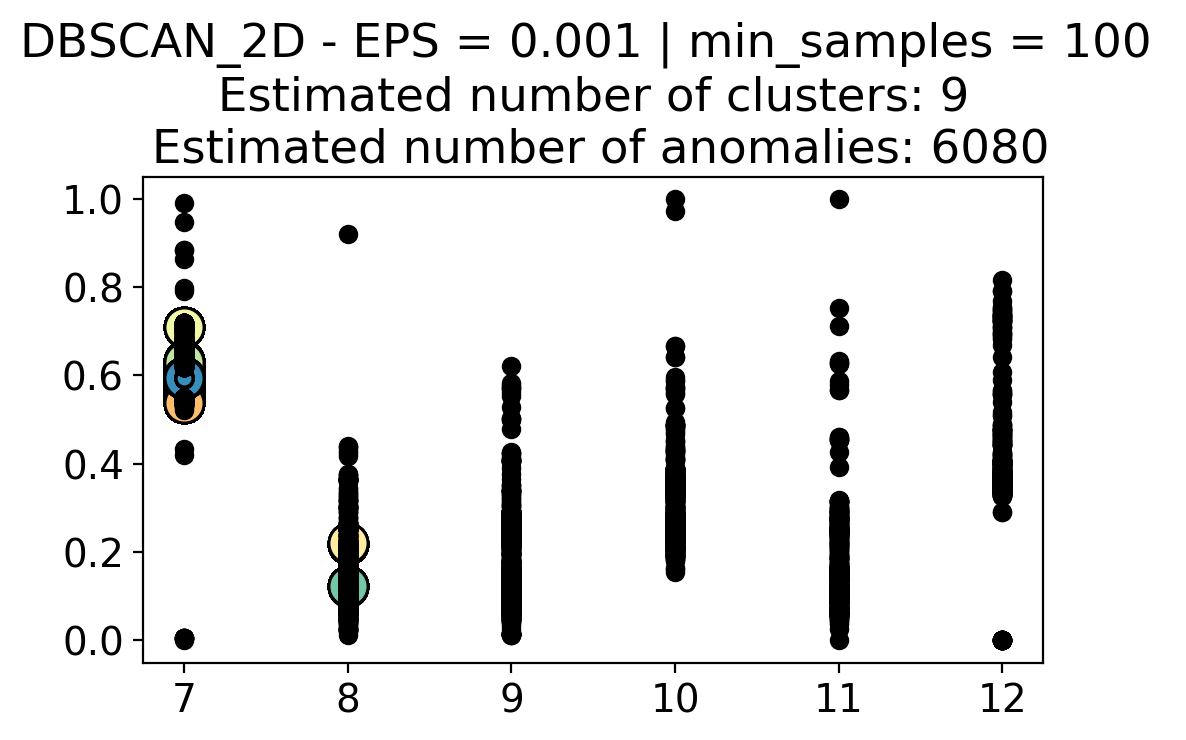 DBSCAN_2D - EPS = 0.001 | min_samples = 100
Estimated number of clusters: 9
Estimated number of anomalies: 6080
1.0
0.8
0.6
0.4
0.2
0.0
7 8 9 10 11 12